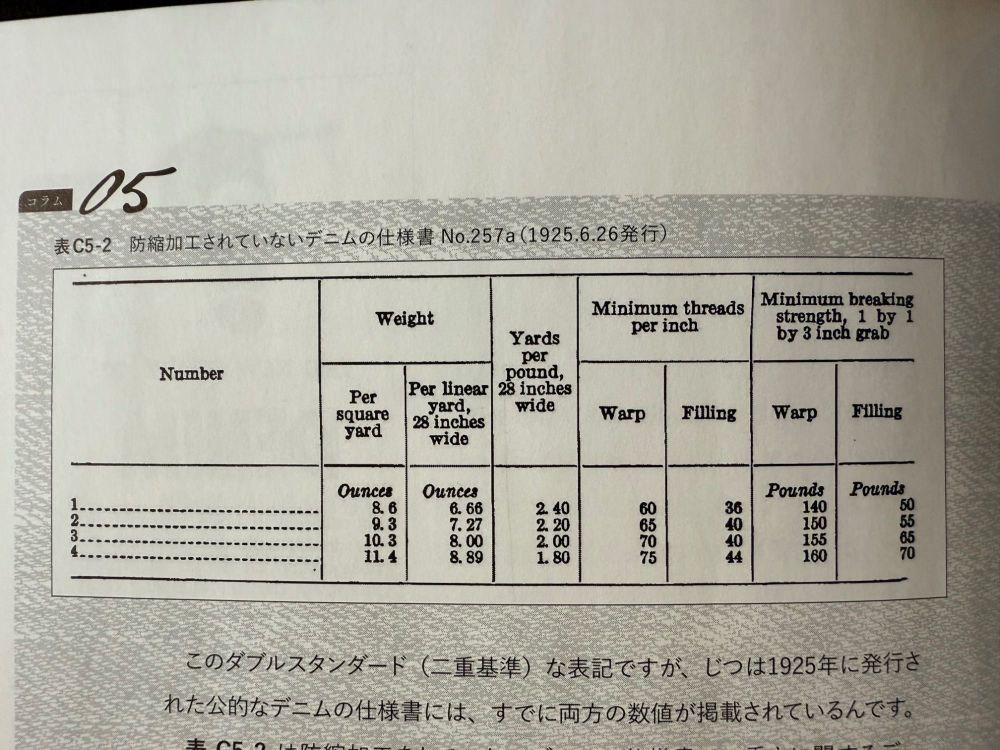 コラム 05
表C5-2 防縮加工されていないデニムの仕様書 No.257a(1925.6.26発行)
Number
Weight
Per
square
yard
Per linear
yard,
28 inches
wide
Yards
per
pound,
28 inches
wide
Minimum threads
per inch
Warp
Filling
Minimum breaking
strength, 1 by 1
by 3 inch grab
Warp
Filling
Ounces Ounces Pounds Pounds
1 8.6 6.66 2.40 60 36 140 50
2 9.3 7.27 2.20 65 40 150 55
3 10.3 8.00 2.00 70 40 155 65
4 11.4 8.89 1.80 75 44 160 70
このダブルスタンダード(二重基準)な表記ですが、じつは1925年に発行さ
れた公的なデニムの仕様書には、すでに両方の数値が掲載されているんです。
表 C5-2 は防縮加工